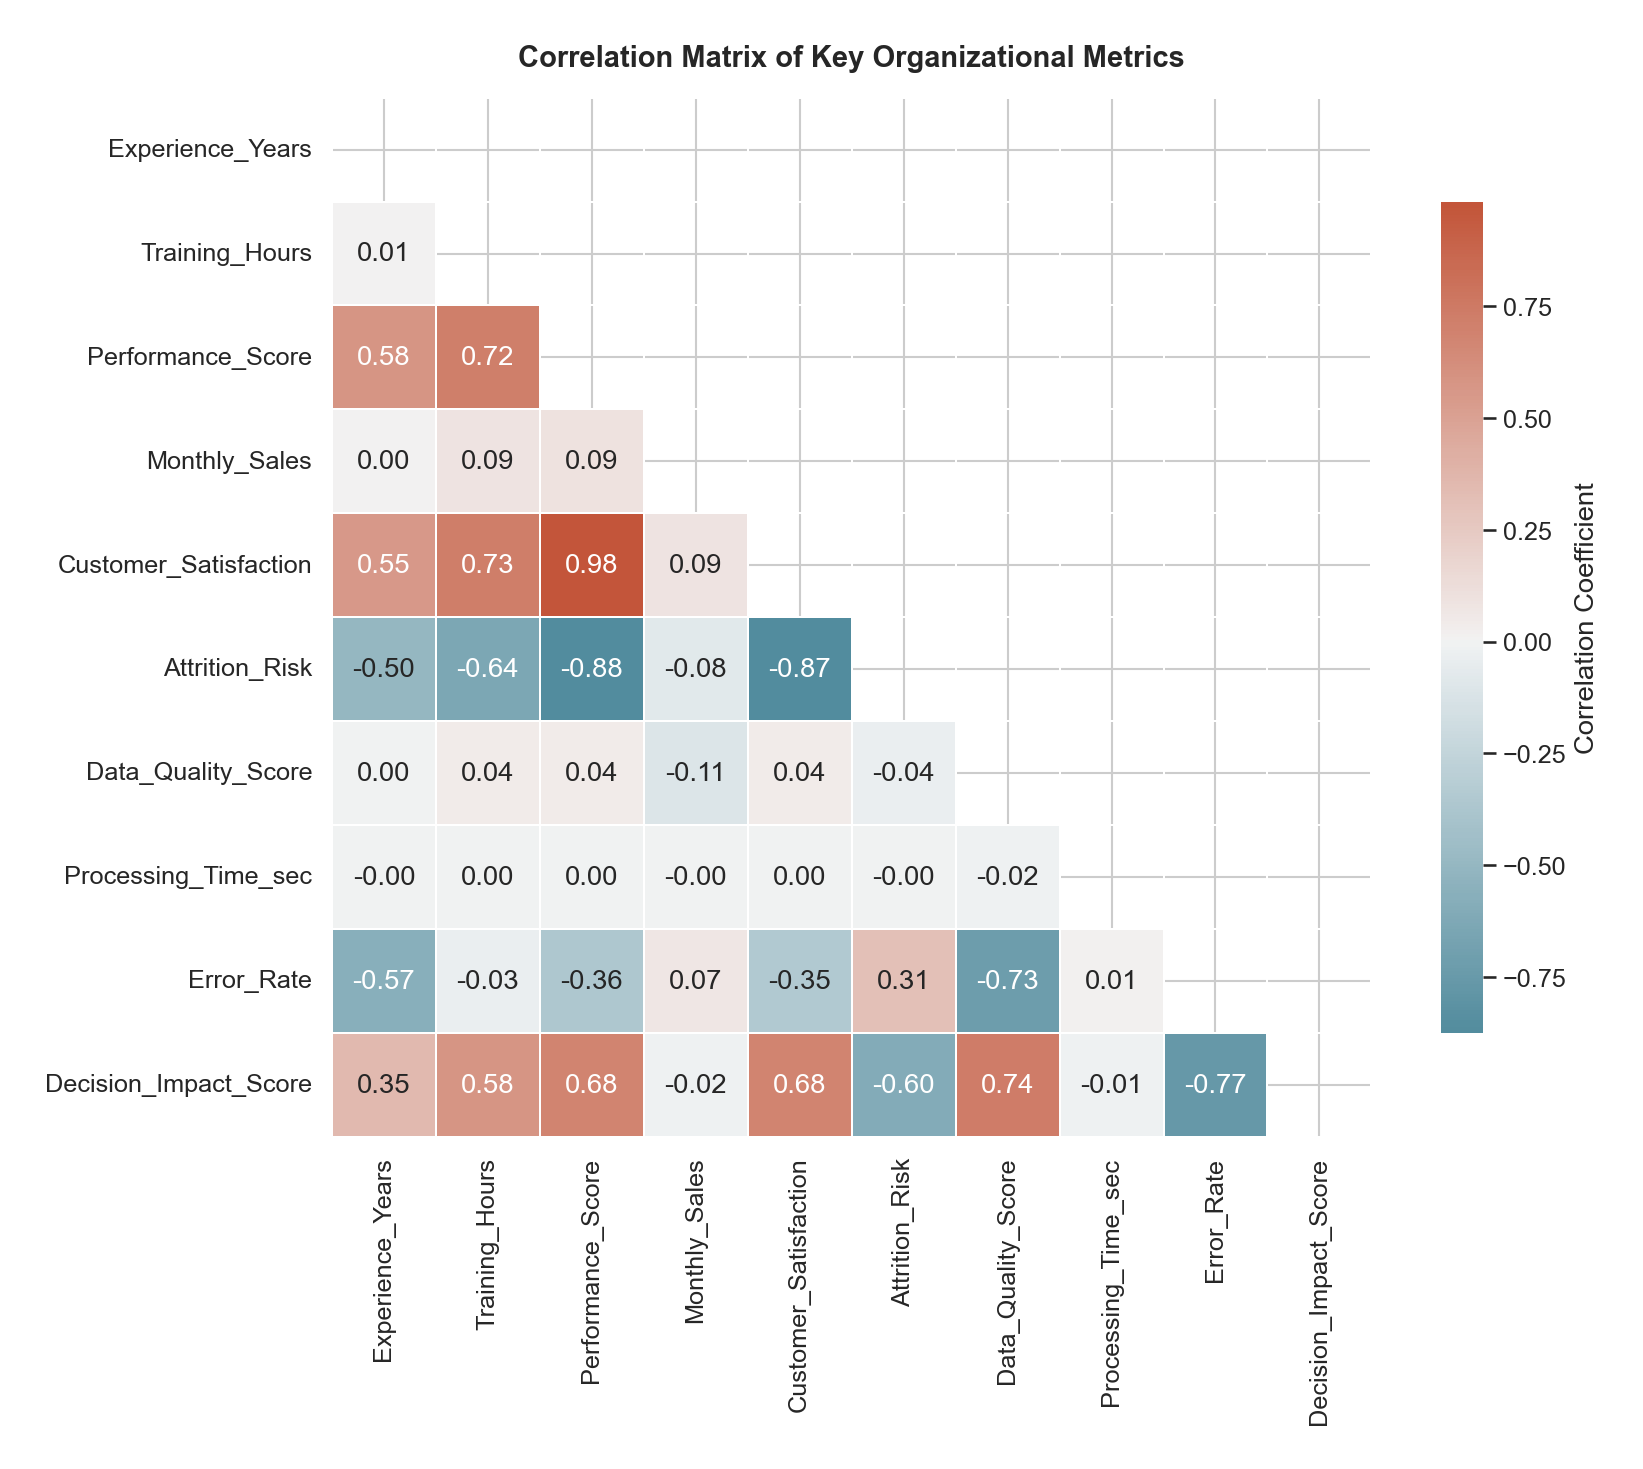 Correlation Matrix of Key Organizational Metrics
Experience_Years
Training_Hours 0.01
Performance_Score 0.58 0.72
Monthly_Sales 0.00 0.09 0.09
Customer_Satisfaction 0.55 0.73 0.98 0.09
Attrition_Risk -0.50 -0.64 -0.88 -0.08 -0.87
Data_Quality_Score 0.00 0.04 0.04 -0.11 0.04 -0.04
Processing_Time_sec -0.00 0.00 0.00 -0.00 0.00 -0.00 -0.02
Error_Rate -0.57 -0.03 -0.36 0.07 -0.35 0.31 -0.73 0.01
Decision_Impact_Score 0.35 0.58 0.68 -0.02 0.68 -0.60 0.74 -0.01 -0.77
Experience_Years
Training_Hours
Performance_Score
Monthly_Sales
Customer_Satisfaction
Attrition_Risk
Data_Quality_Score
Processing_Time_sec
Error_Rate
Decision_Impact_Score
0.75
0.50
0.25
0.00
−0.25
−0.50
−0.75
Correlation Coefficient